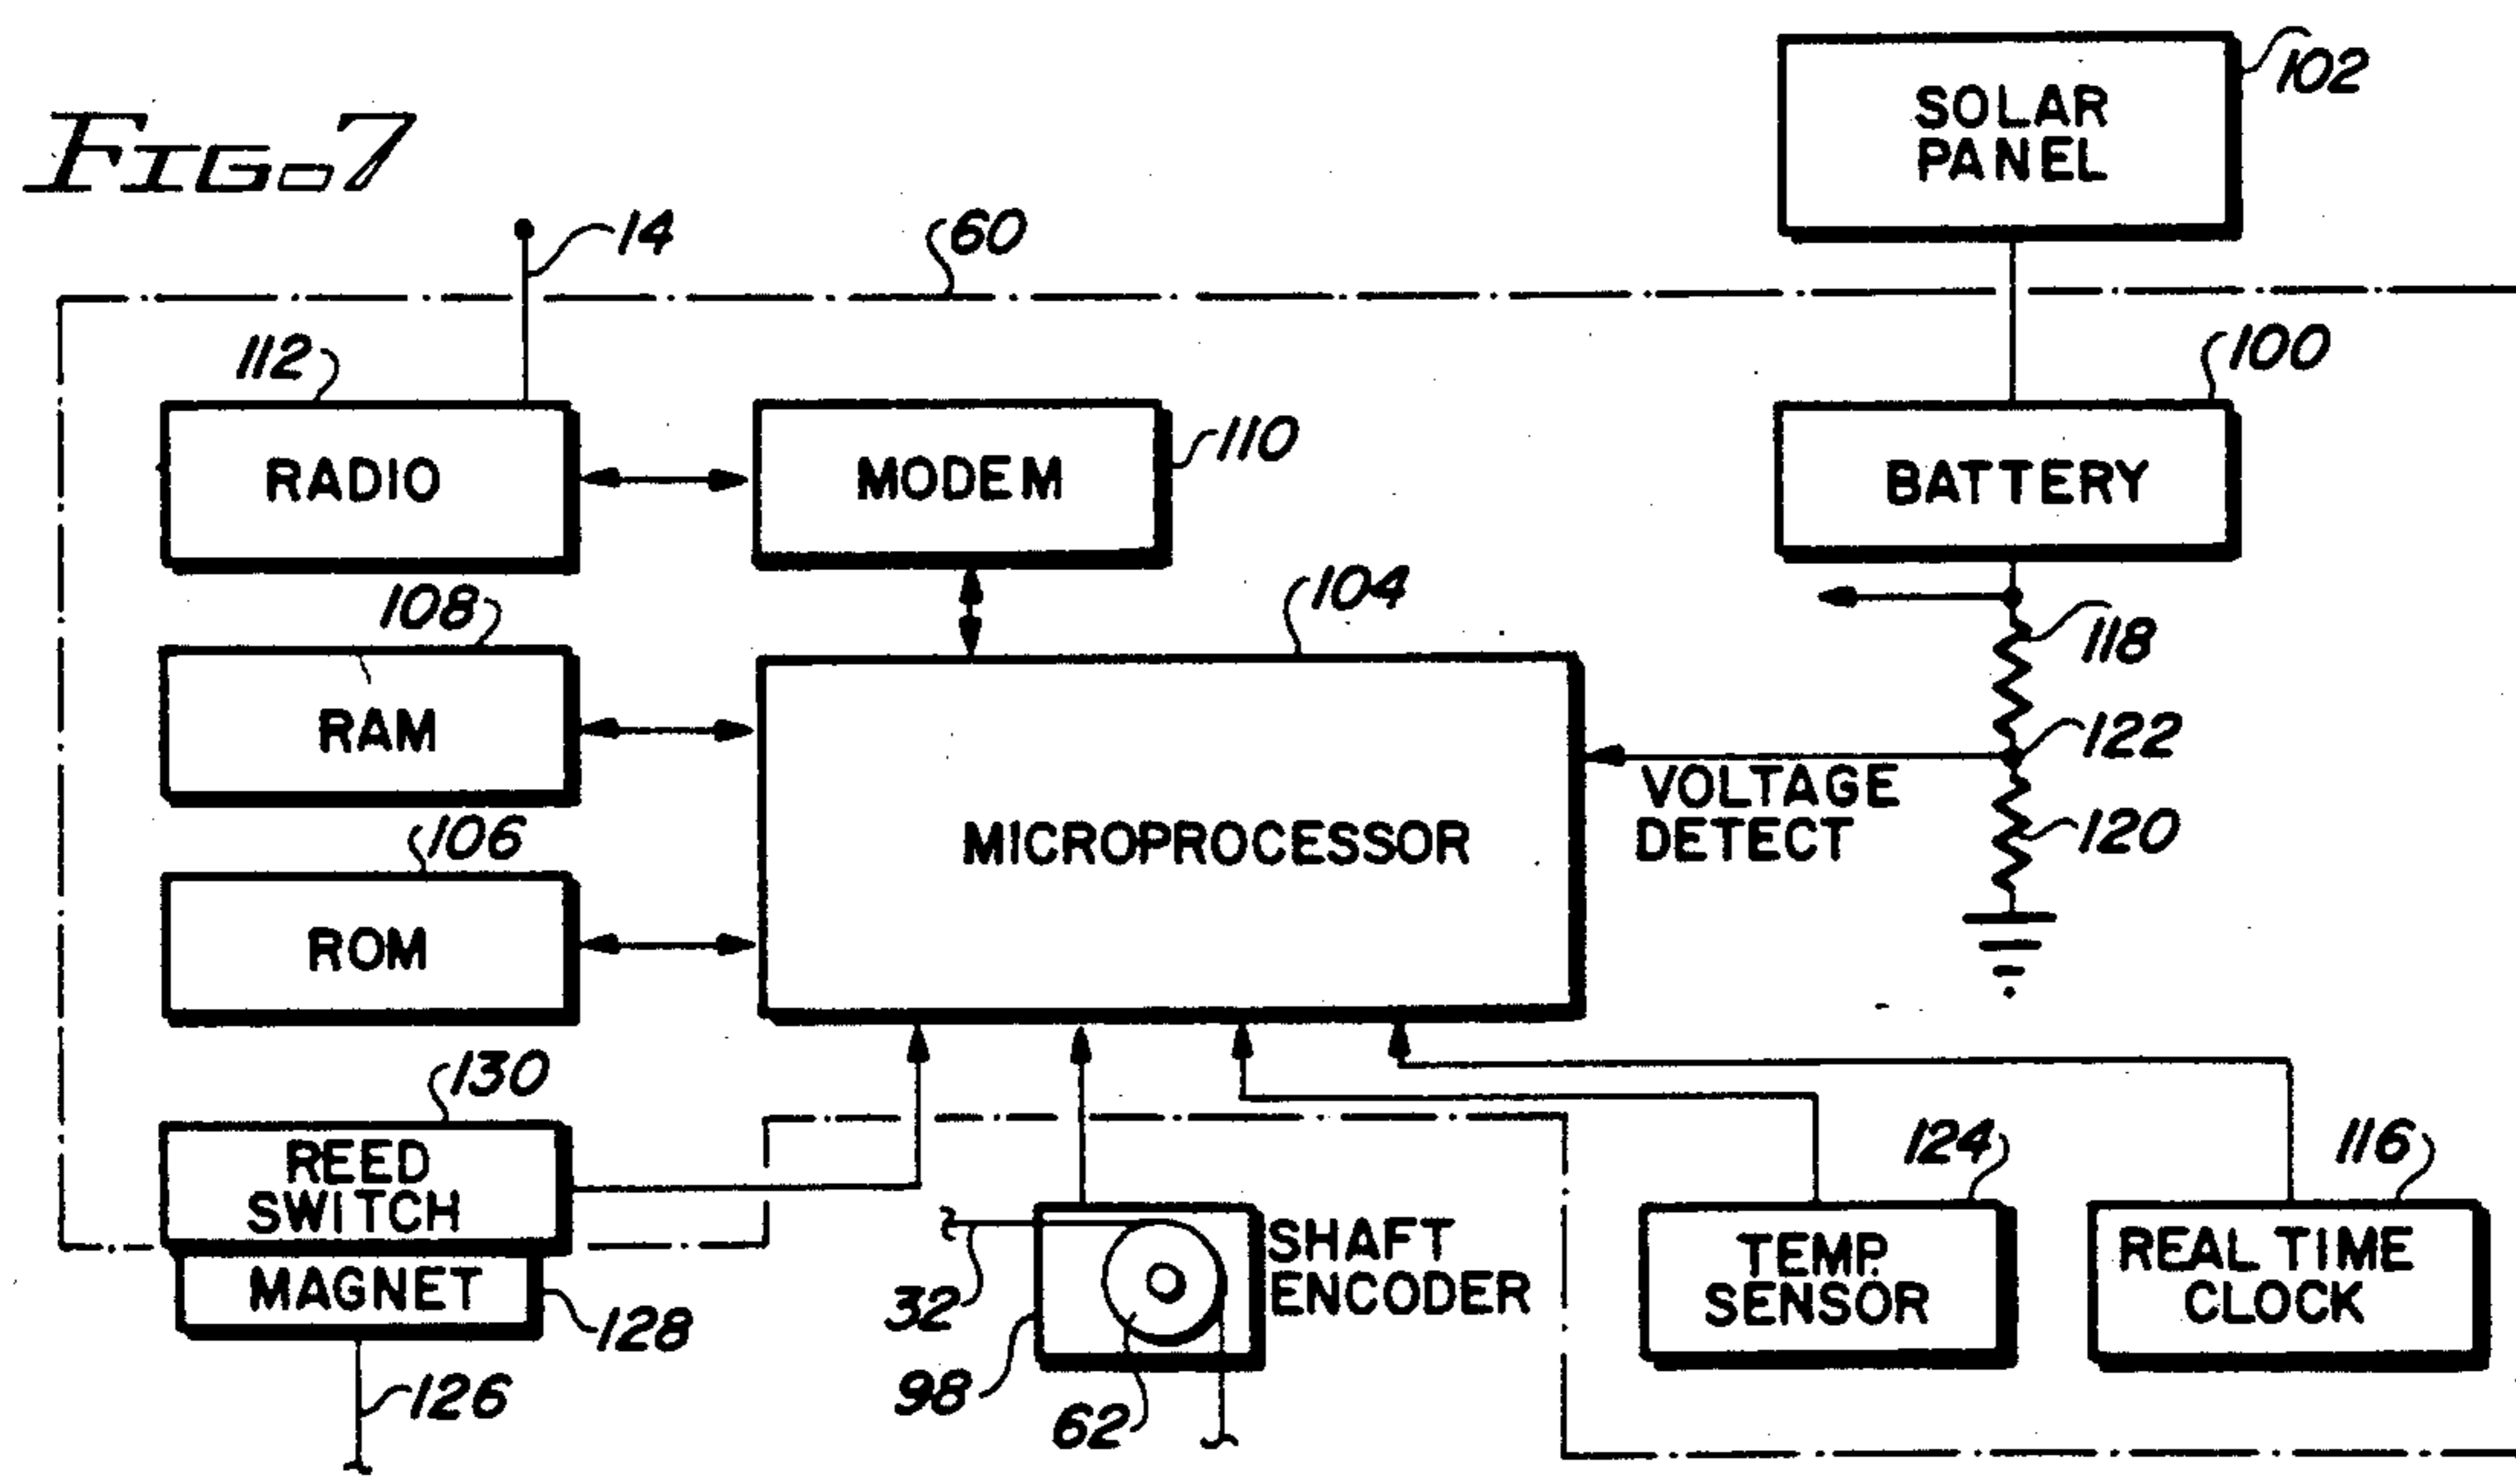 FIG. 7
SOLAR
PANEL
102
14
60
112
100
RADIO
MODEM
110
BATTERY
108
104
118
RAM
122
VOLTAGE
DETECT
106
MICROPROCESSOR
120
ROM
130
REED
SWITCH
124
116
32
SHAFT
ENCODER
TEMP.
SENSOR
REAL TIME
CLOCK
MAGNET
128
98
62
126